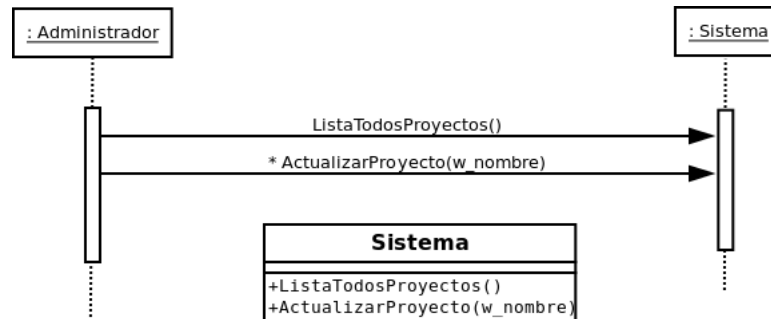 : Administrador
: Sistema
ListaTodosProyectos()
* ActualizarProyecto(w_nombre)
Sistema
+ListaTodosProyectos()
+ActualizarProyecto(w_nombre)